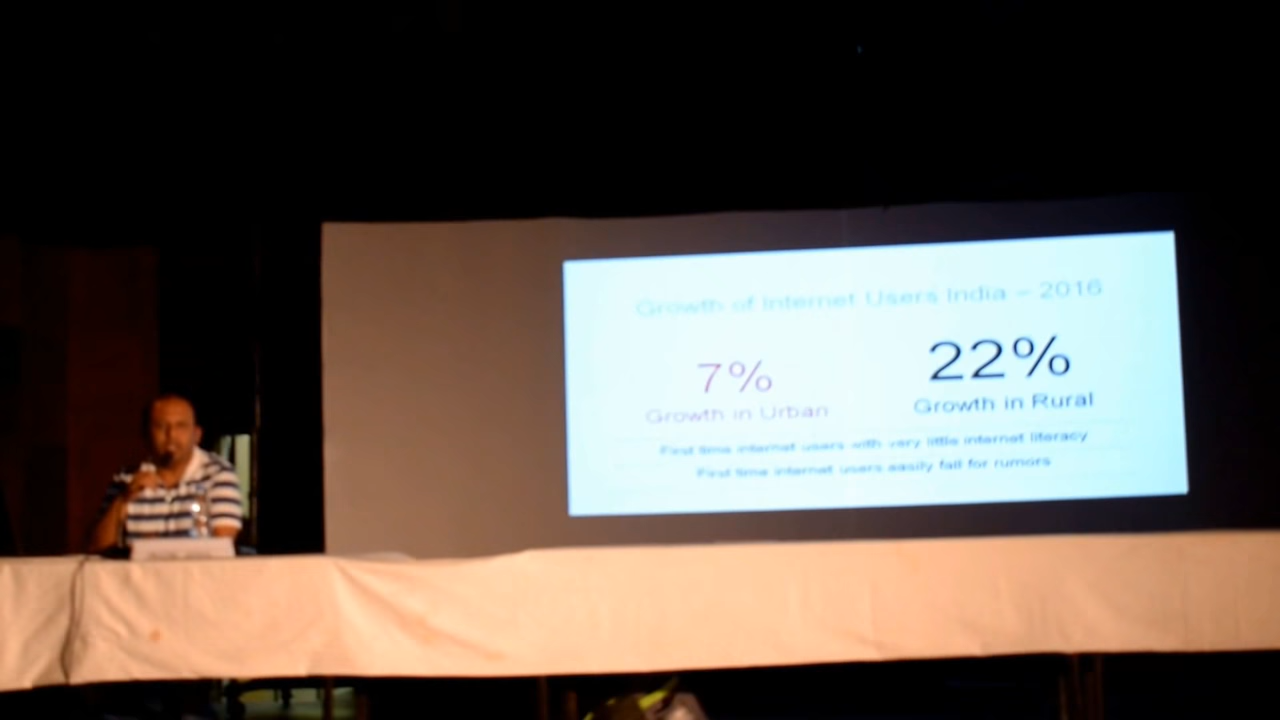 Growth of Internet Users India – 2016
7%
22%
Growth in Urban
Growth in Rural
First time internet users with very little internet literacy
First time internet users easily fall for rumors